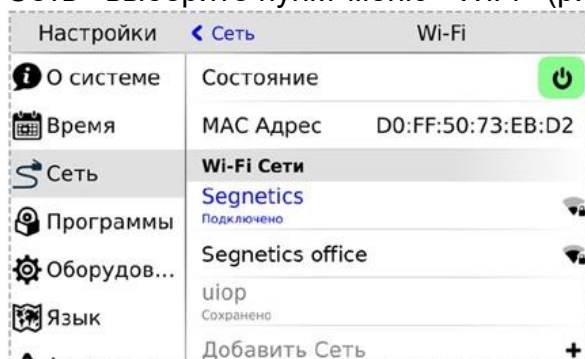 Настройки
Сеть
Wi-Fi
О системе
Время
Сеть
Программы
Оборудов...
Язык
Состояние
MAC Адрес D0:FF:50:73:EB:D2
Wi-Fi Сети
Segnetics
Подключено
Segnetics office
uiop
Сохранено
Добавить Сеть